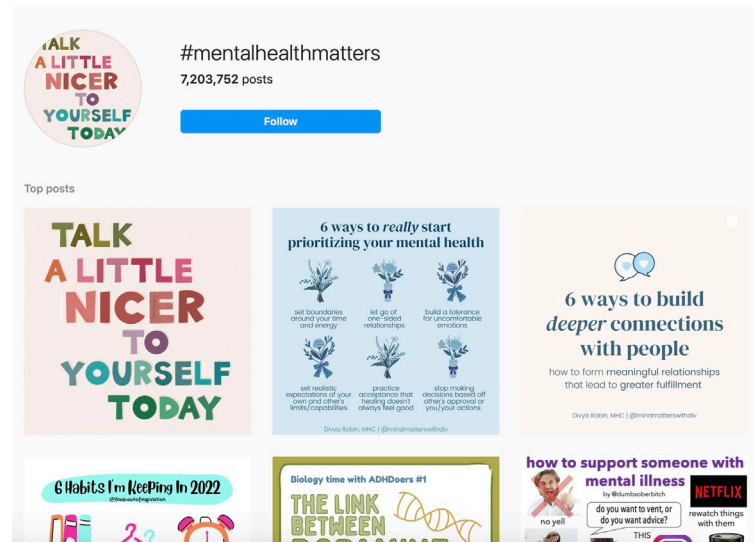 TALK
A LITTLE
NICER
TO
YOURSELF
TODAY
#mentalhealthmatters
7,203,752 posts
Follow
Top posts
TALK
A LITTLE
NICER
TO
YOURSELF
TODAY
6 ways to really start
prioritizing your mental health
set boundaries
around your time
and energy
let go of
one-sided
relationships
build a tolerance
for uncomfortable
emotions
set realistic
expectations of your
own and other's
limits/capabilities
practice
acceptance that
healing doesn't
always feel good
stop making
decisions based off
other's approval or
you/your actions
Divya Robin, MHC | @mindmatterswithdiv
6 ways to build
deeper connections
with people
how to form meaningful relationships
that lead to greater fulfillment
Divya Robin, MHC | @mindmatterswithdiv
6 Habits I'm Keeping In 2022
Biology time with ADHDoers #1
THE LINK
BETWEEN
how to support someone with
mental illness
by @dumbsoberbitch
no yell
do you want to vent, or
do you want advice?
THIS
NETFLIX
rewatch things
with them